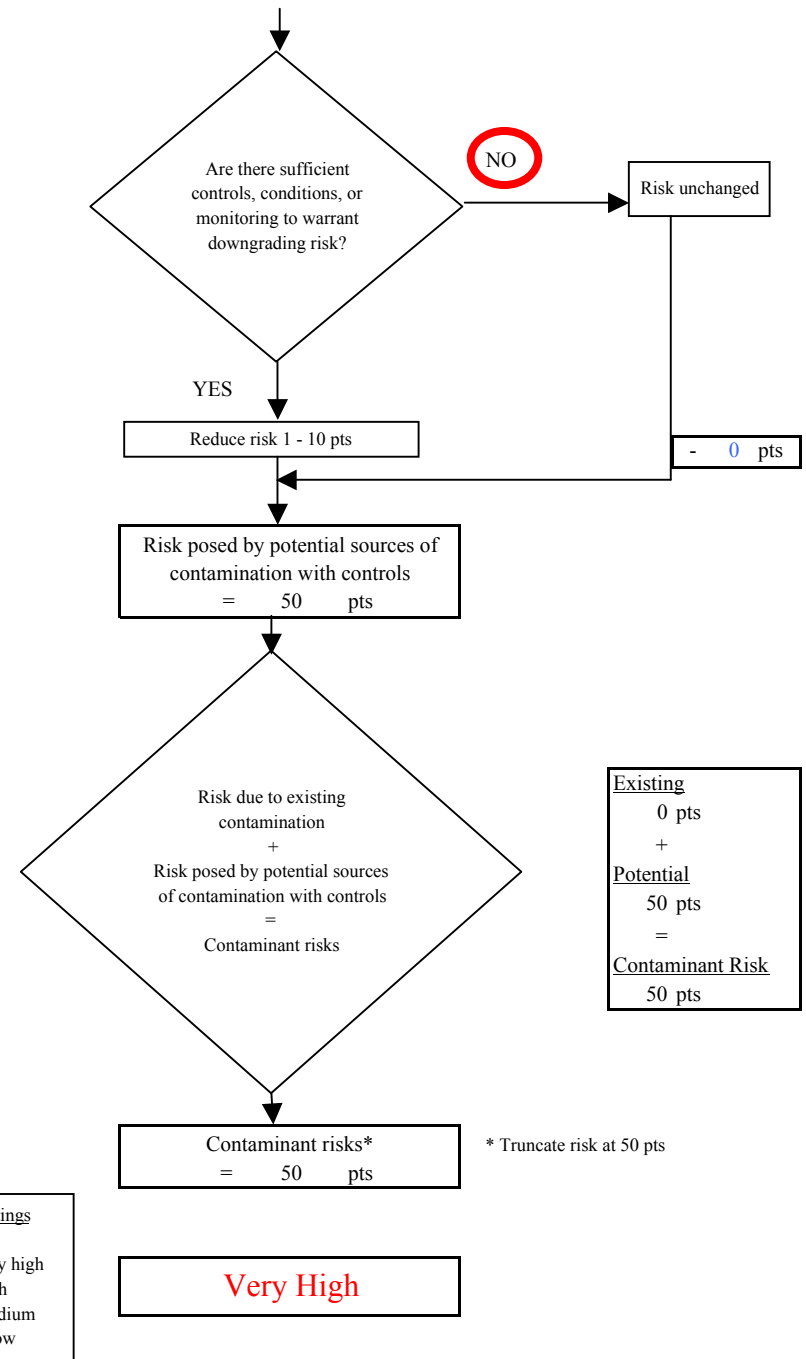 Are there sufficient
controls, conditions, or
monitoring to warrant
downgrading risk?
NO
Risk unchanged
YES
Reduce risk 1 - 10 pts
- 0 pts
Risk posed by potential sources of
contamination with controls
= 50 pts
Risk due to existing
contamination
+
Risk posed by potential sources
of contamination with controls
=
Contaminant risks
Existing
0 pts
+
Potential
50 pts
=
Contaminant Risk
50 pts
Contaminant risks*
= 50 pts
* Truncate risk at 50 pts
high
Very High